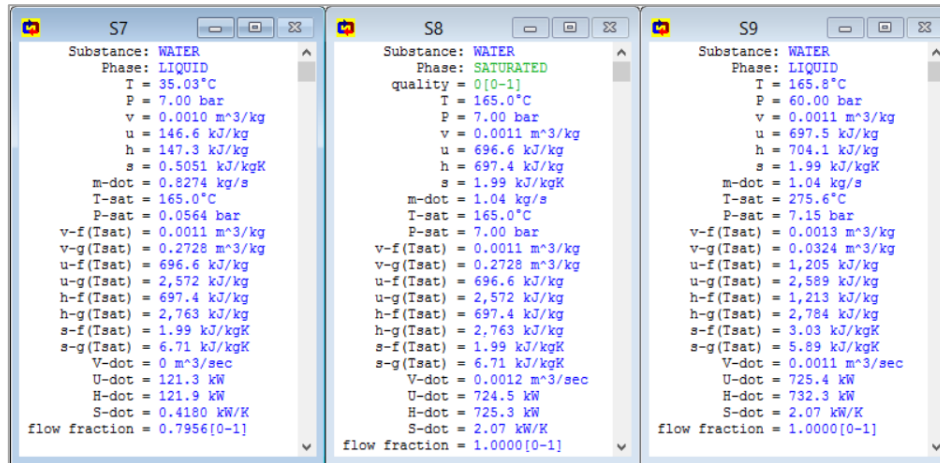 S7
Substance: WATER
Phase: LIQUID
T = 35.03°C
P = 7.00 bar
v = 0.0010 m^3/kg
u = 146.6 kJ/kg
h = 147.3 kJ/kg
s = 0.5051 kJ/kgK
m-dot = 0.8274 kg/s
T-sat = 165.0°C
P-sat = 0.0564 bar
v-f(Tsat) = 0.0011 m^3/kg
v-g(Tsat) = 0.2728 m^3/kg
u-f(Tsat) = 696.6 kJ/kg
u-g(Tsat) = 2,572 kJ/kg
h-f(Tsat) = 697.4 kJ/kg
h-g(Tsat) = 2,763 kJ/kg
s-f(Tsat) = 1.99 kJ/kgK
s-g(Tsat) = 6.71 kJ/kgK
V-dot = 0 m^3/sec
U-dot = 121.3 kW
H-dot = 121.9 kW
S-dot = 0.4180 kW/K
flow fraction = 0.7956[0-1]
S8
Substance: WATER
Phase: SATURATED
quality = 0[0-1]
T = 165.0°C
P = 7.00 bar
v = 0.0011 m^3/kg
u = 696.6 kJ/kg
h = 697.4 kJ/kg
s = 1.99 kJ/kgK
m-dot = 1.04 kg/s
T-sat = 165.0°C
P-sat = 7.00 bar
v-f(Tsat) = 0.0011 m^3/kg
v-g(Tsat) = 0.2728 m^3/kg
u-f(Tsat) = 696.6 kJ/kg
u-g(Tsat) = 2,572 kJ/kg
h-f(Tsat) = 697.4 kJ/kg
h-g(Tsat) = 2,763 kJ/kg
s-f(Tsat) = 1.99 kJ/kgK
s-g(Tsat) = 6.71 kJ/kgK
V-dot = 0.0012 m^3/sec
U-dot = 724.5 kW
H-dot = 725.3 kW
S-dot = 2.07 kW/K
flow fraction = 1.0000[0-1]
S9
Substance: WATER
Phase: LIQUID
T = 165.8°C
P = 60.00 bar
v = 0.0011 m^3/kg
u = 697.5 kJ/kg
h = 704.1 kJ/kg
s = 1.99 kJ/kgK
m-dot = 1.04 kg/s
T-sat = 275.6°C
P-sat = 7.15 bar
v-f(Tsat) = 0.0013 m^3/kg
v-g(Tsat) = 0.0324 m^3/kg
u-f(Tsat) = 1,205 kJ/kg
u-g(Tsat) = 2,589 kJ/kg
h-f(Tsat) = 1,213 kJ/kg
h-g(Tsat) = 2,784 kJ/kg
s-f(Tsat) = 3.03 kJ/kgK
s-g(Tsat) = 5.89 kJ/kgK
V-dot = 0.0011 m^3/sec
U-dot = 725.4 kW
H-dot = 732.3 kW
S-dot = 2.07 kW/K
flow fraction = 1.0000[0-1]